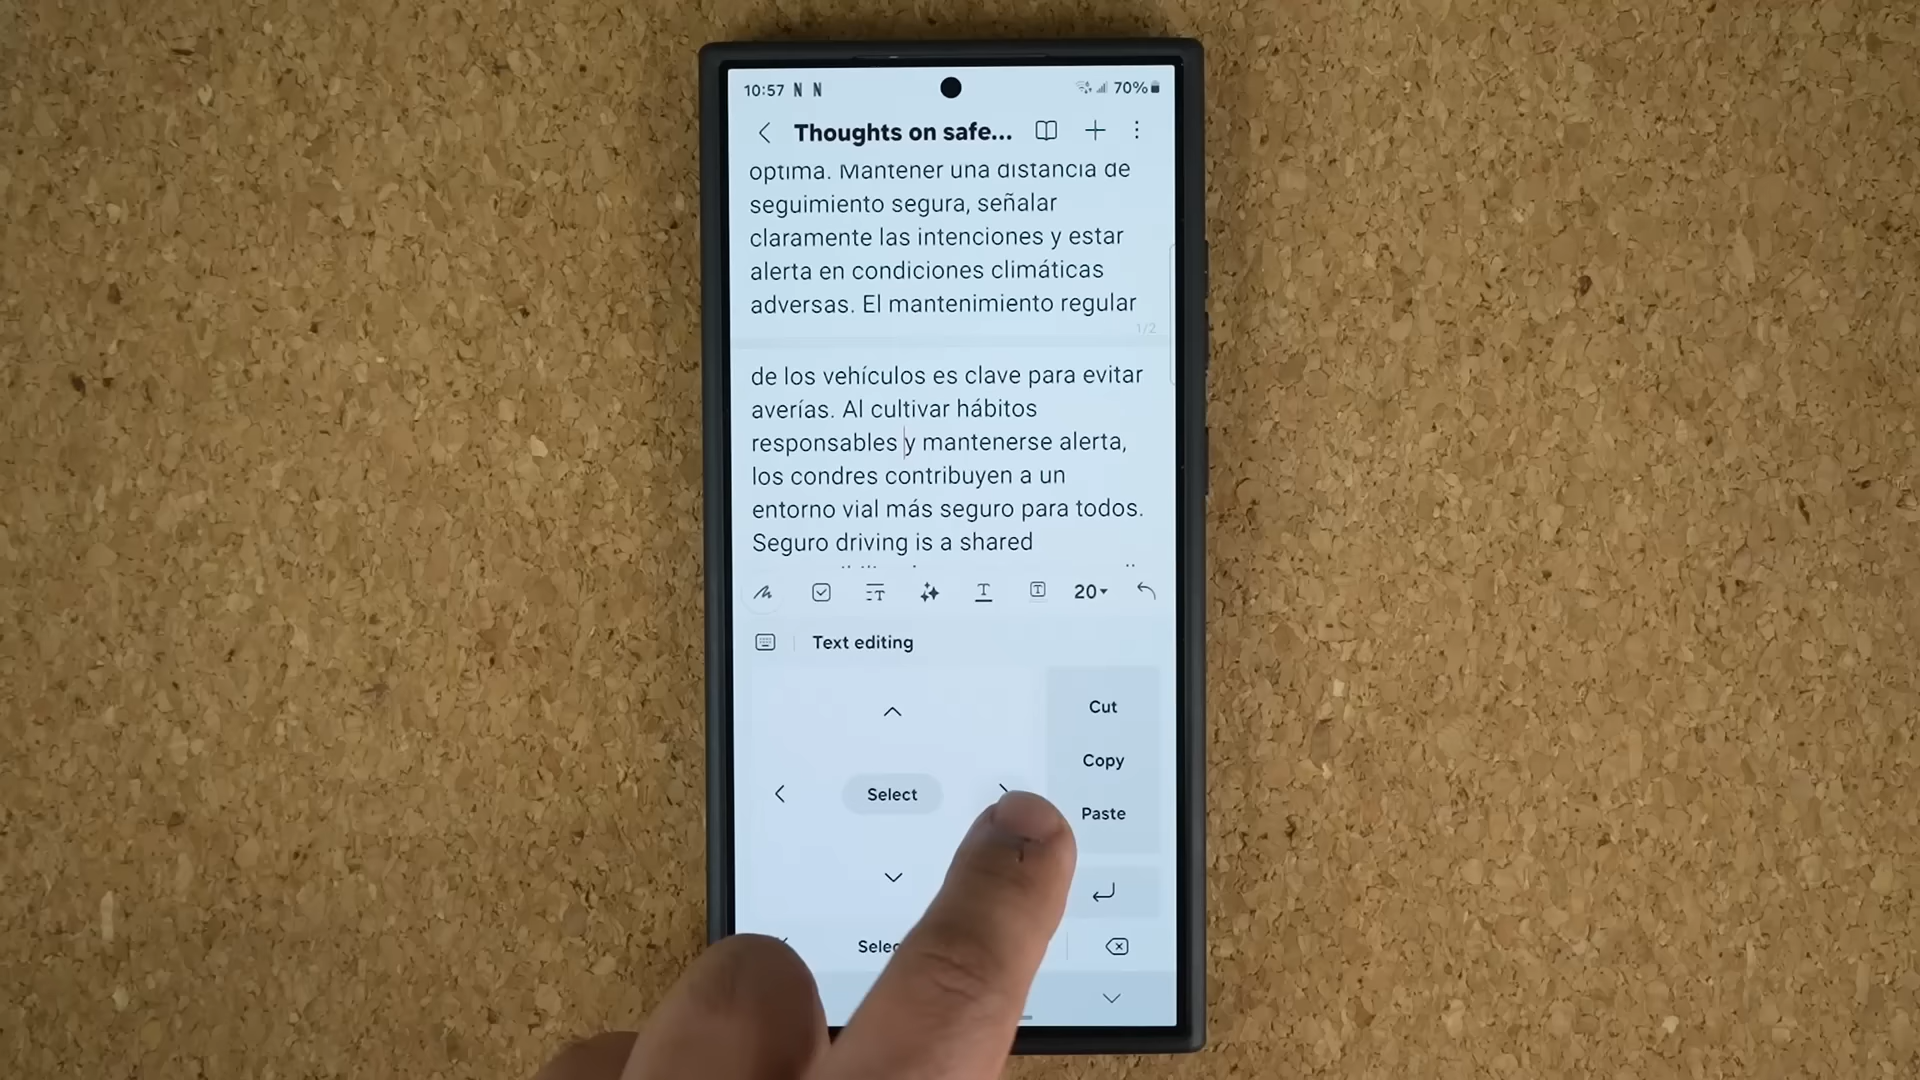 10:57 N N 70%
Thoughts on safe...
optima. Mantener una distancia de
seguimiento segura, señalar
claramente las intenciones y estar
alerta en condiciones climáticas
adversas. El mantenimiento regular
1/2
de los vehículos es clave para evitar
averías. Al cultivar hábitos
responsables y mantenerse alerta,
los condres contribuyen a un
entorno vial más seguro para todos.
Seguro driving is a shared
20
Text editing
Cut
Copy
Select
Paste